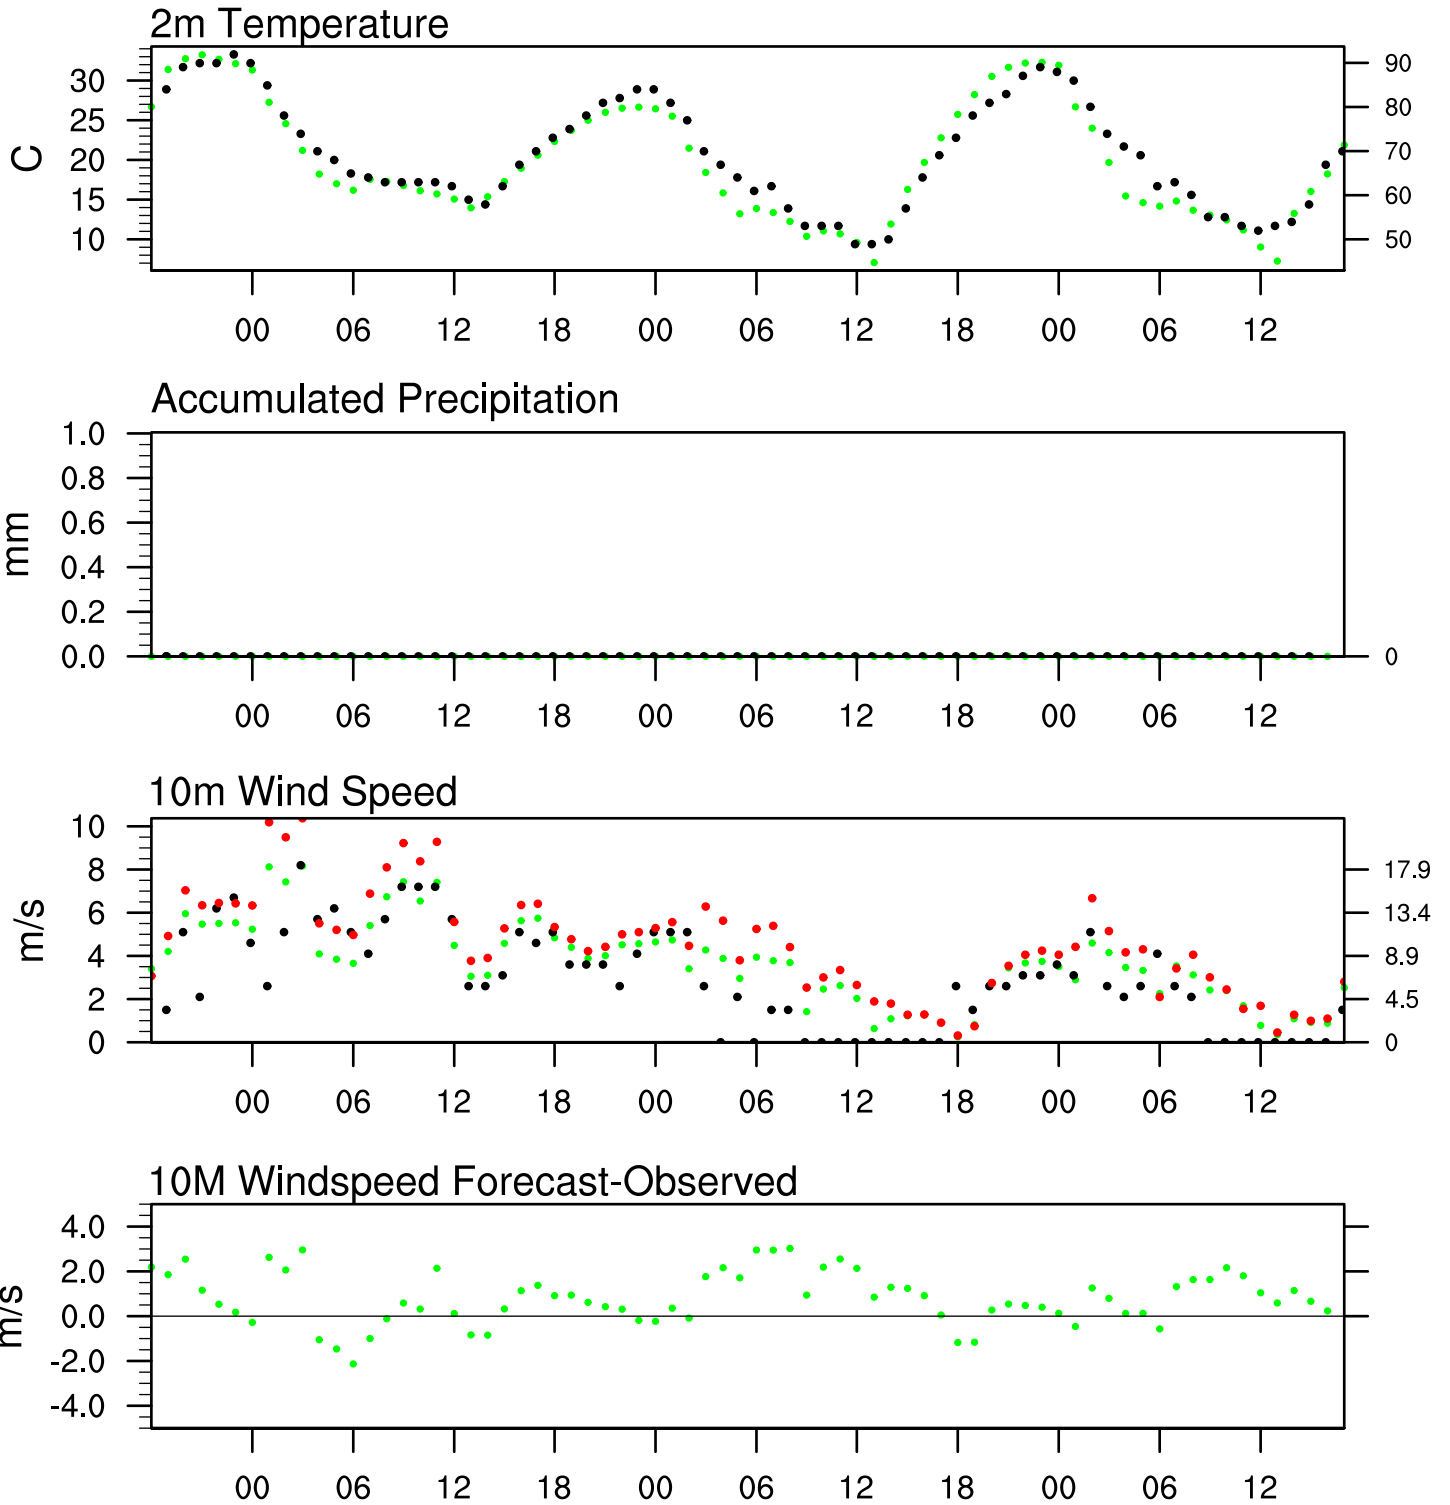 2m Temperature
30
25
20
15
10
C
90
80
70
60
50
00 06 12 18 00 06 12 18 00 06 12
Accumulated Precipitation
1.0
0.8
0.6
0.4
0.2
0.0
mm
0
00 06 12 18 00 06 12 18 00 06 12
10m Wind Speed
10
8
6
4
2
0
m/s
17.9
13.4
8.9
4.5
0
00 06 12 18 00 06 12 18 00 06 12
10M Windspeed Forecast-Observed
4.0
2.0
0.0
-2.0
-4.0
m/s
00 06 12 18 00 06 12 18 00 06 12